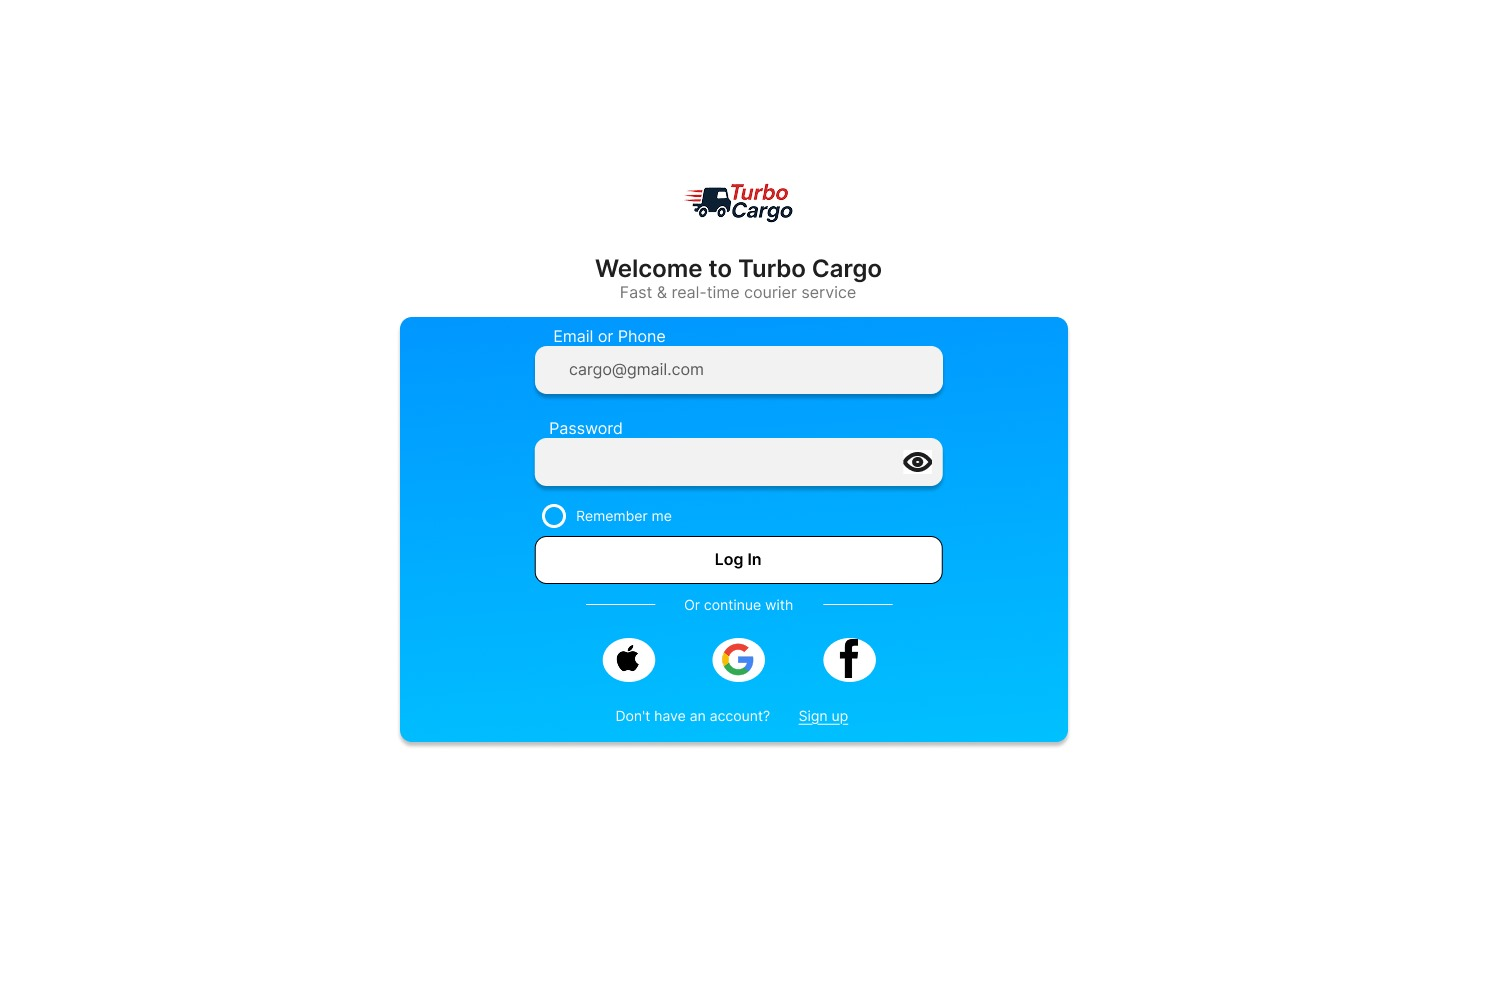 Turbo
Cargo
Welcome to Turbo Cargo
Fast & real-time courier service
Email or Phone
cargo@gmail.com
Password
Remember me
Log In
Or continue with
Don't have an account? Sign up